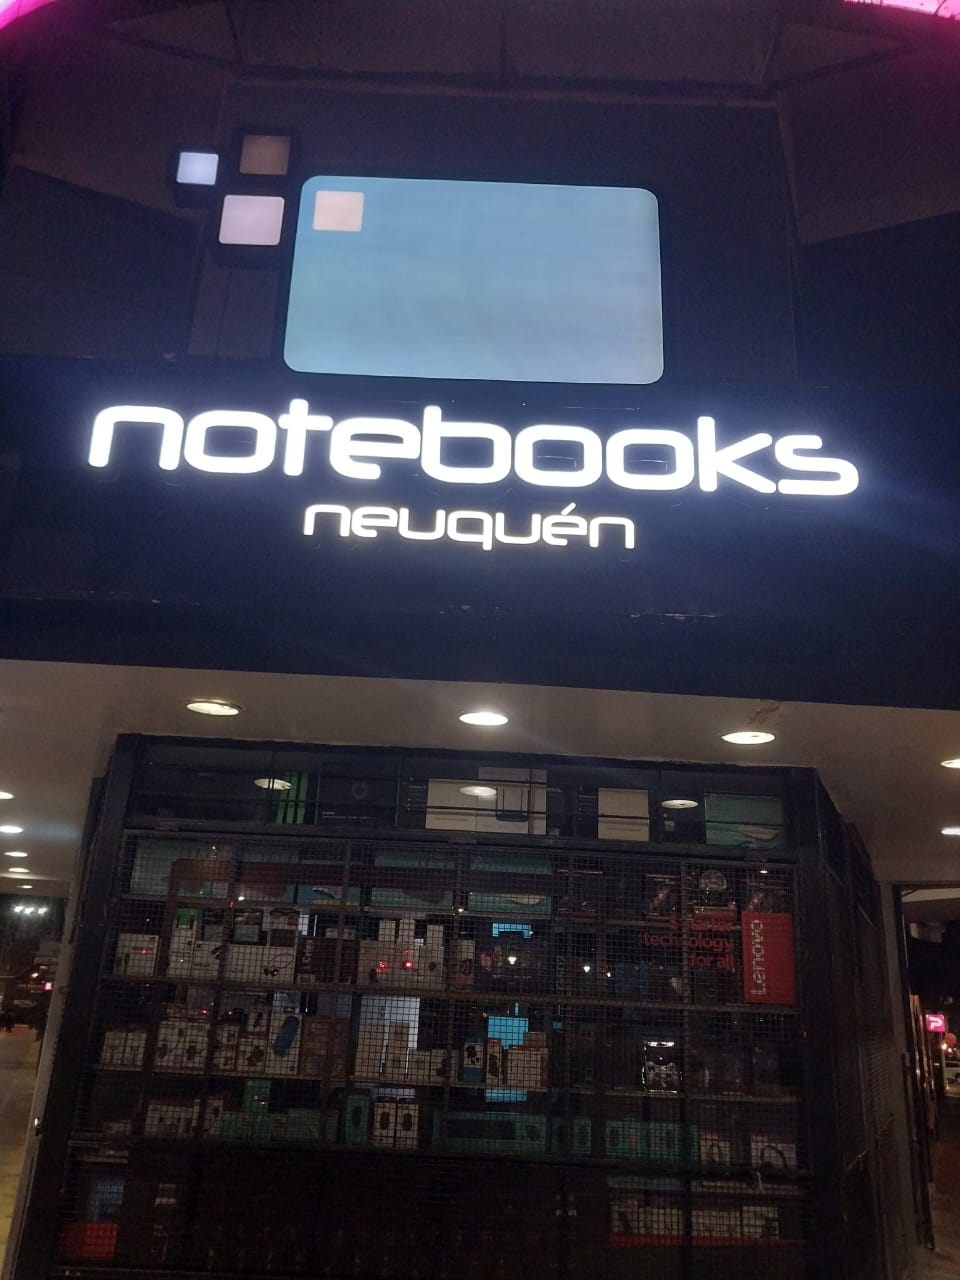 notebooks
neuquén
technology
for all
Lenovo